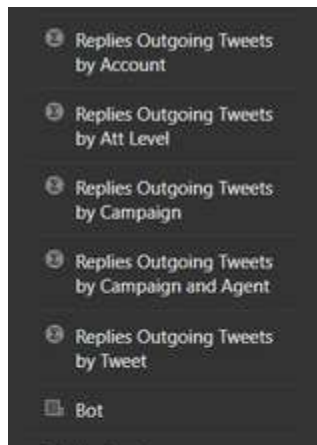 Replies Outgoing Tweets
by Account
Replies Outgoing Tweets
by Att Level
Replies Outgoing Tweets
by Campaign
Replies Outgoing Tweets
by Campaign and Agent
Replies Outgoing Tweets
by Tweet
Bot